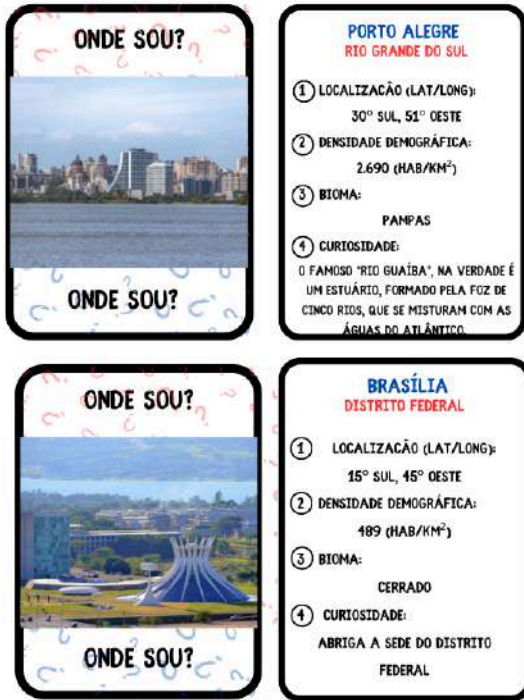 ONDE SOU?
ONDE SOU?
PORTO ALEGRE
RIO GRANDE DO SUL
1 LOCALIZAÇÃO (LAT/LONG):
30° SUL, 51° OESTE
2 DENSIDADE DEMOGRÁFICA:
2.690 (HAB/KM²)
3 BIOMA:
PAMPAS
4 CURIOSIDADE:
O FAMOSO "RIO GUAÍBA", NA VERDADE É
UM ESTUÁRIO, FORMADO PELA FOZ DE
CINCO RIOS, QUE SE MISTURAM COM AS
ÁGUAS DO ATLÂNTICO.
ONDE SOU?
ONDE SOU?
BRASÍLIA
DISTRITO FEDERAL
1 LOCALIZAÇÃO (LAT/LONG):
15° SUL, 45° OESTE
2 DENSIDADE DEMOGRÁFICA:
489 (HAB/KM²)
3 BIOMA:
CERRADO
4 CURIOSIDADE:
ABRIGA A SEDE DO DISTRITO
FEDERAL